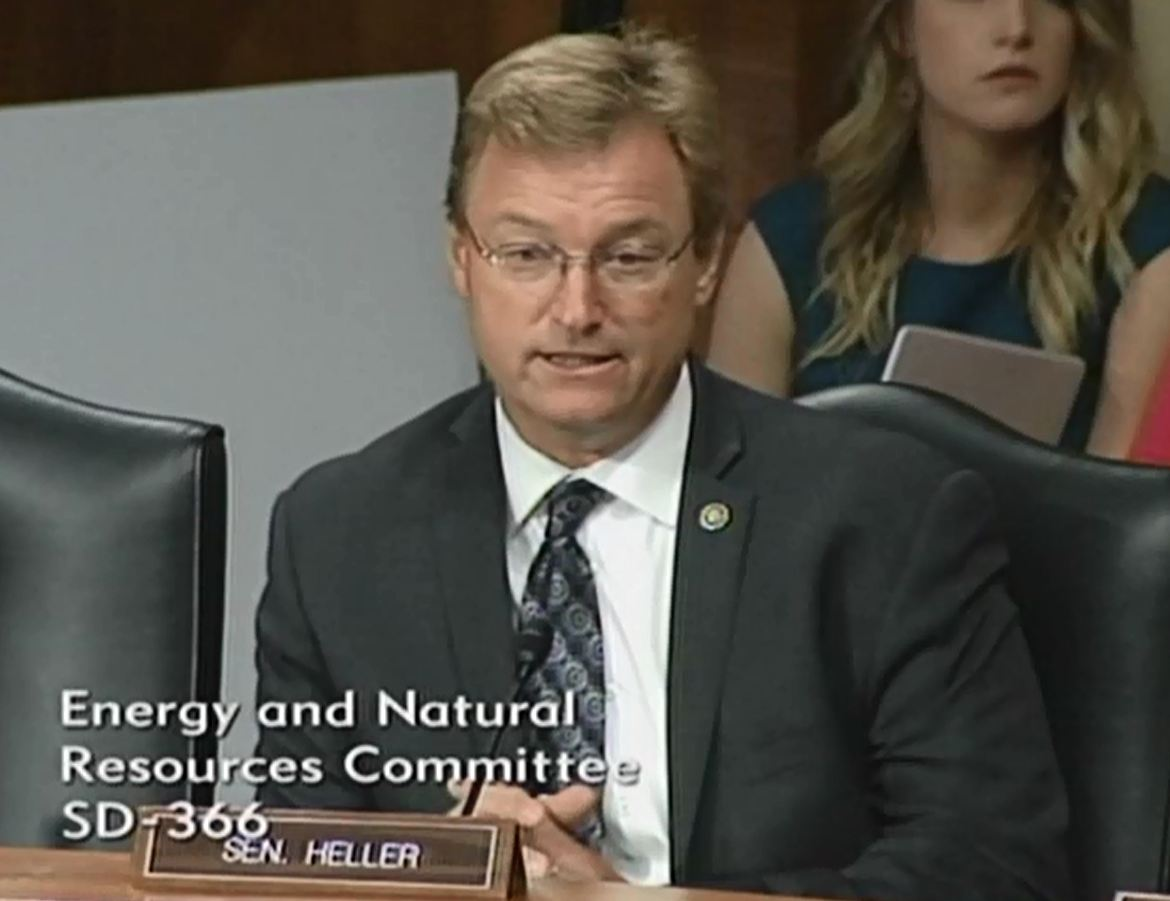 Energy and Natural
Resources Committee
SD-366
SEN. HELLER